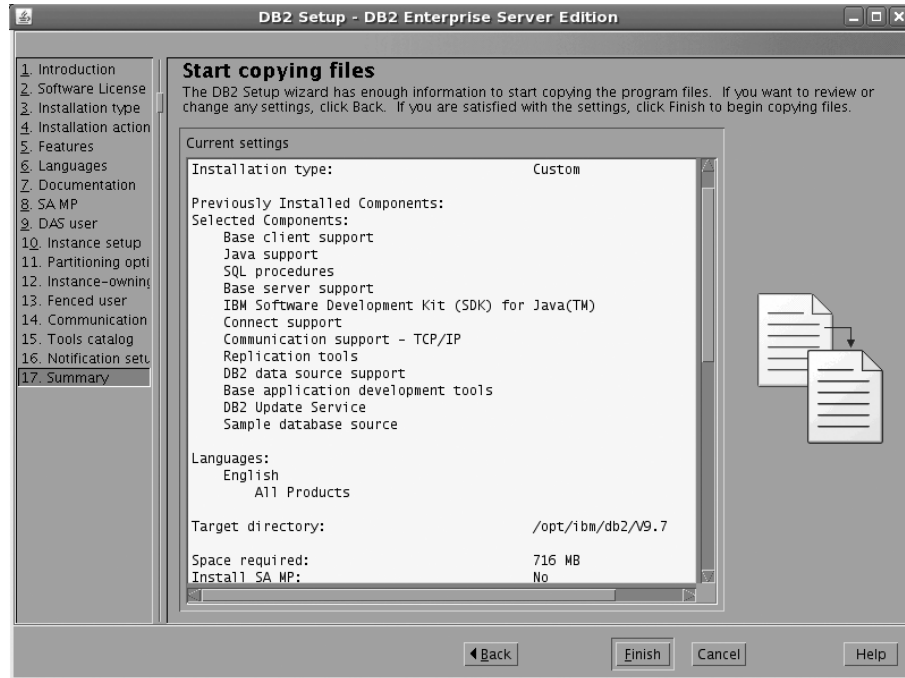 DB2 Setup - DB2 Enterprise Server Edition
1. Introduction
2. Software License
3. Installation type
4. Installation action
5. Features
6. Languages
7. Documentation
8. SA MP
9. DAS user
10. Instance setup
11. Partitioning opti
12. Instance-owning
13. Fenced user
14. Communication
15. Tools catalog
16. Notification setu
17. Summary
Start copying files
The DB2 Setup wizard has enough information to start copying the program files. If you want to review or
change any settings, click Back. If you are satisfied with the settings, click Finish to begin copying files.
Current settings
Installation type: Custom
Previously Installed Components:
Selected Components:
Base client support
Java support
SQL procedures
Base server support
IBM Software Development Kit (SDK) for Java(TM)
Connect support
Communication support - TCP/IP
Replication tools
DB2 data source support
Base application development tools
DB2 Update Service
Sample database source
Languages:
English
All Products
Target directory: /opt/ibm/db2/V9.7
Space required: 716 MB
Install SA MP: No
Back
Finish
Cancel
Help